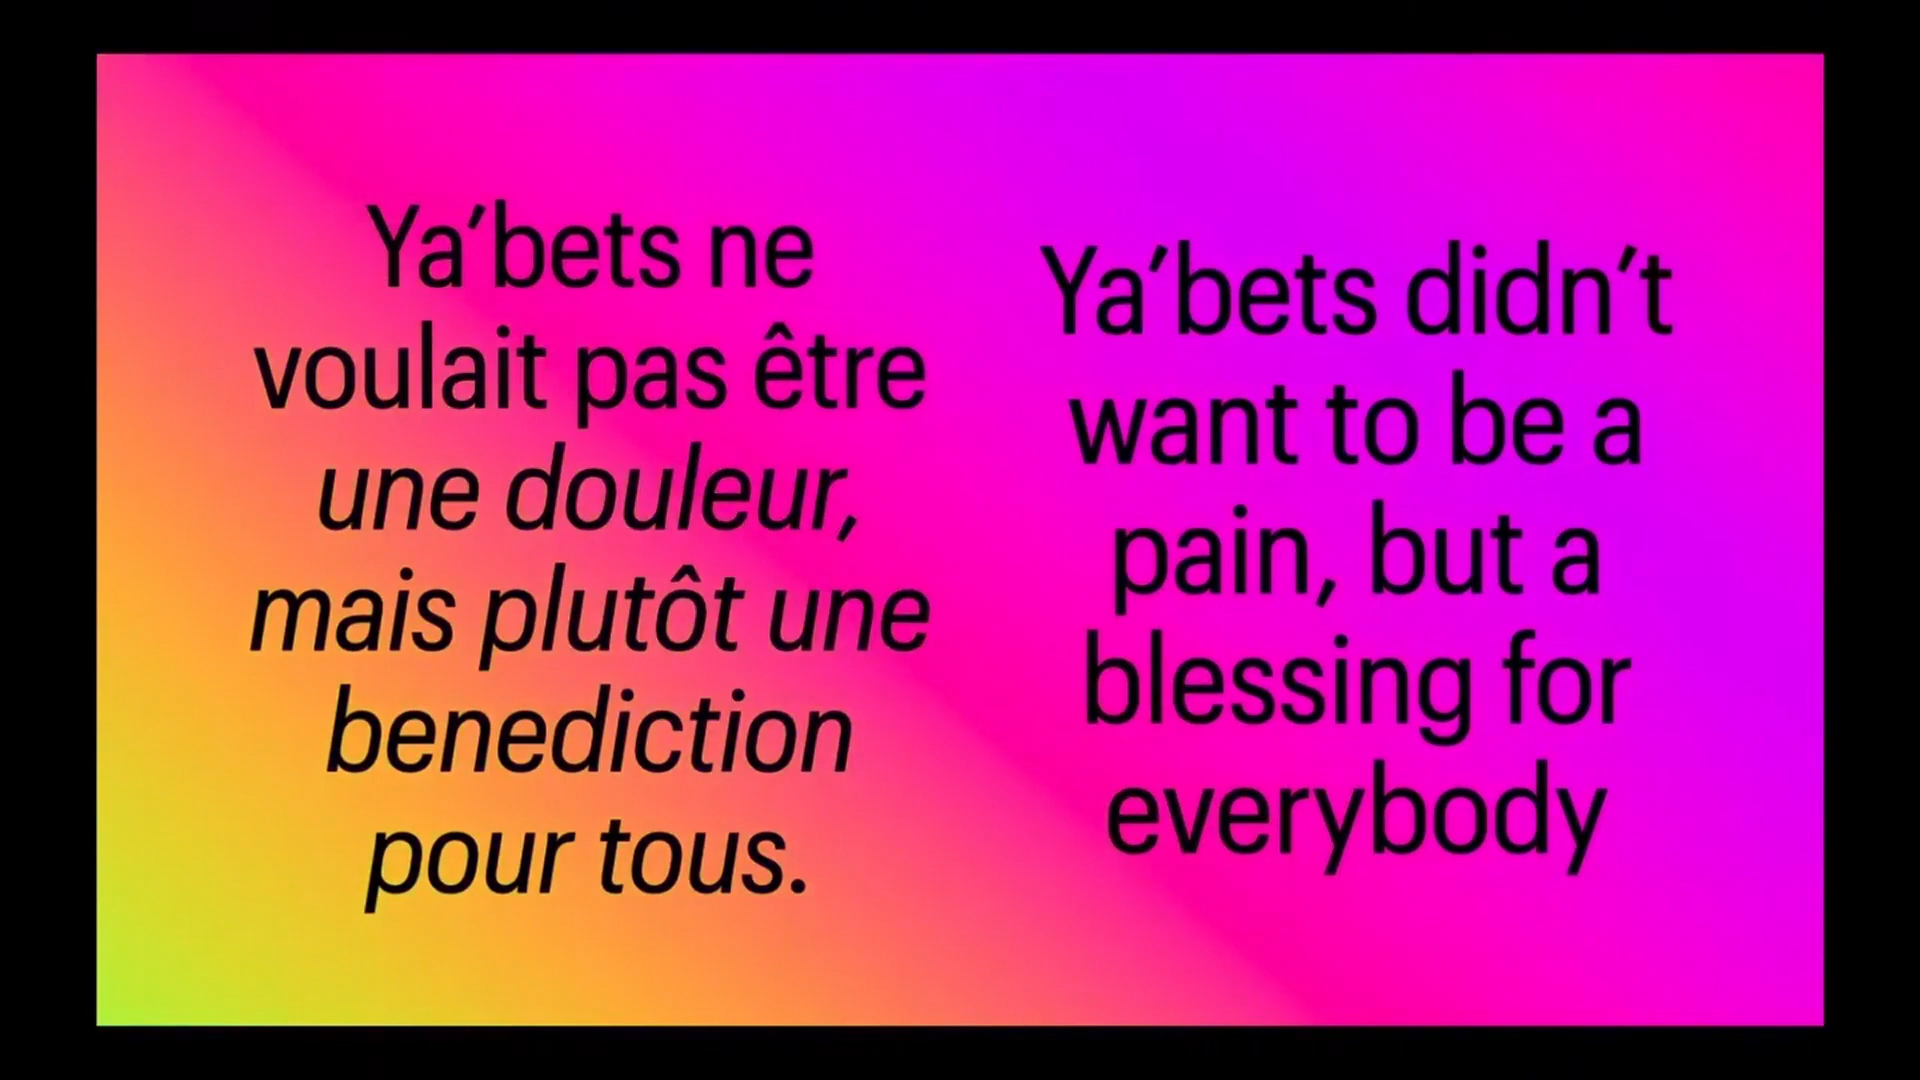 Ya’bets ne
voulait pas être
une douleur,
mais plutôt une
benediction
pour tous.
Ya’bets didn’t
want to be a
pain, but a
blessing for
everybody